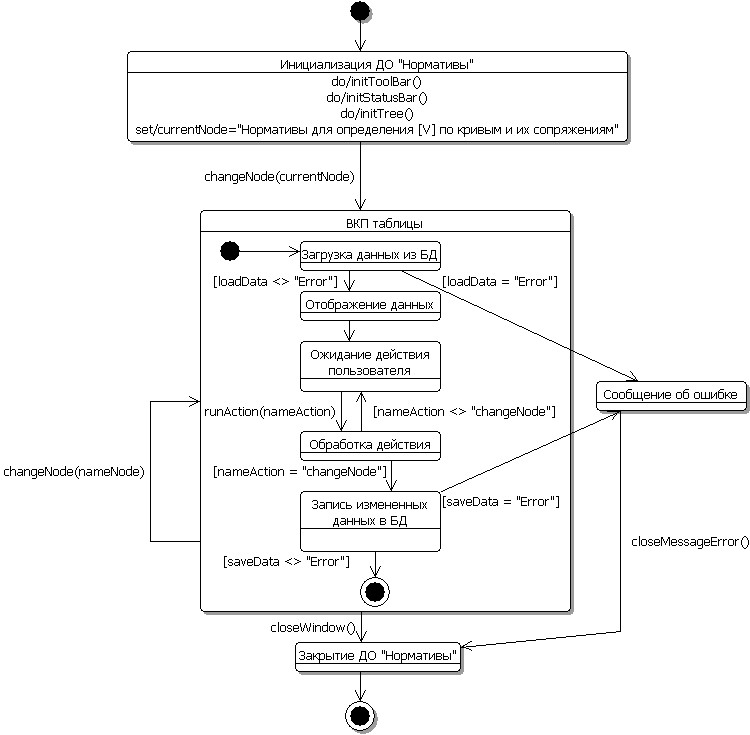 Инициализация ДО "Нормативы"
do/initToolBar()
do/initStatusBar()
do/initTree()
set/currentNode="Нормативы для определения [V] по кривым и их сопряжениям"
changeNode(currentNode)
ВКП таблицы
Загрузка данных из БД
[loadData <> "Error"]
[loadData = "Error"]
Отображение данных
Ожидание действия
пользователя
Сообщение об ошибке
runAction(nameAction)
[nameAction <> "changeNode"]
Обработка действия
changeNode(nameNode)
[nameAction = "changeNode"]
Запись измененных
данных в БД
[saveData = "Error"]
closeMessageError()
[saveData <> "Error"]
closeWindow()
Закрытие ДО "Нормативы"